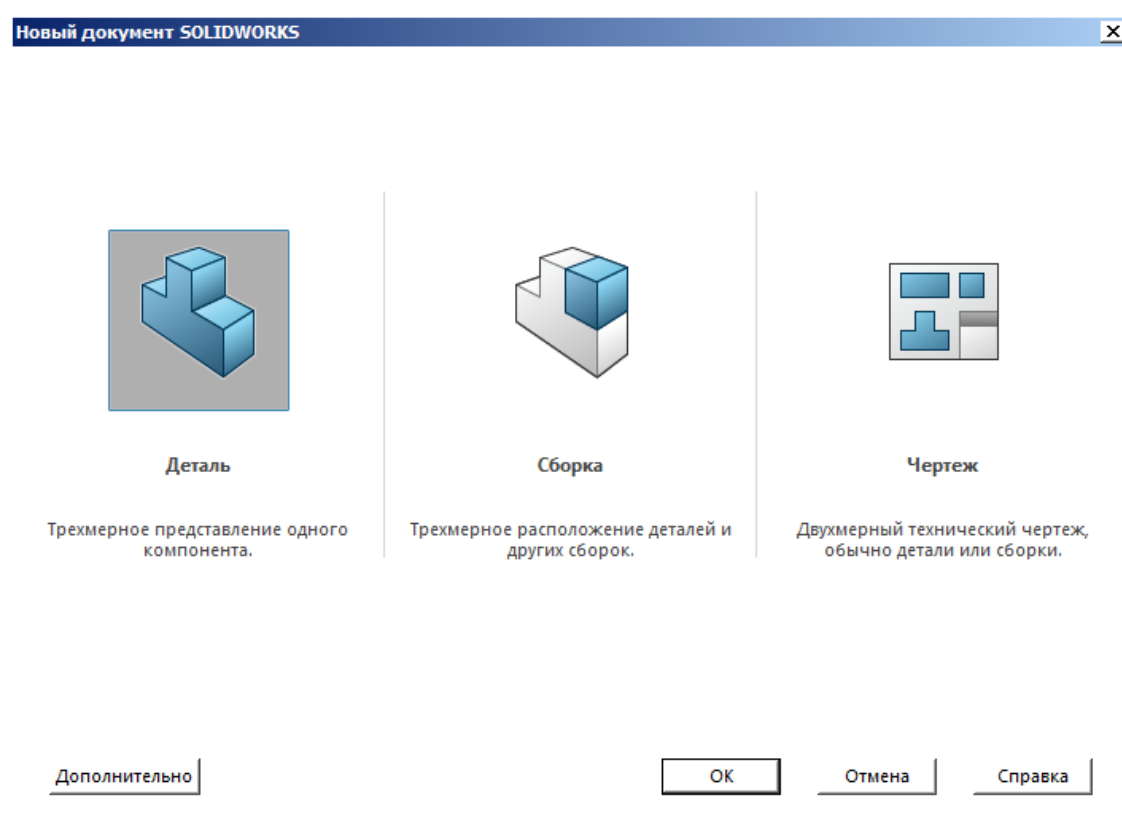 Новый документ SOLIDWORKS
Деталь
Трехмерное представление одного
компонента.
Сборка
Трехмерное расположение деталей и
других сборок.
Чертеж
Двухмерный технический чертеж,
обычно детали или сборки.
Дополнительно
OK
Отмена
Справка